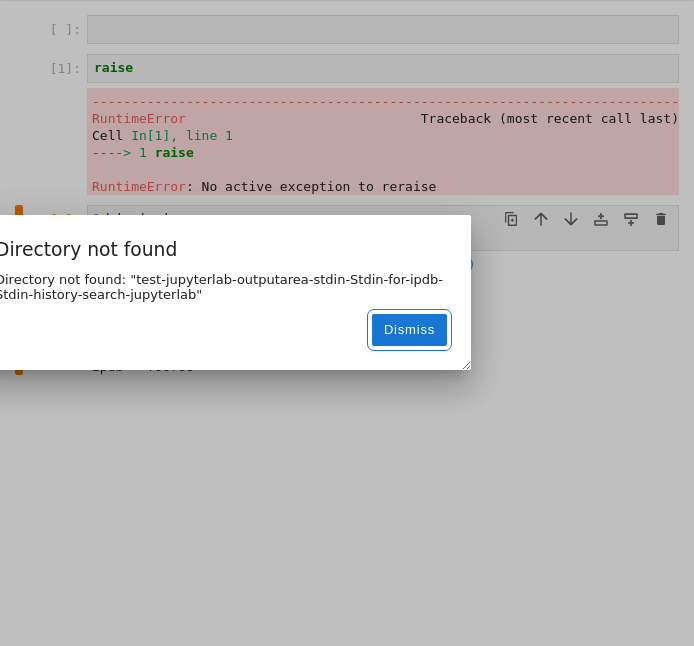 [ ]:
[1]: raise
---------------------------------------------------------------------------
RuntimeError Traceback (most recent call last)
Cell In[1], line 1
----> 1 raise
RuntimeError: No active exception to reraise
Directory not found
Directory not found: "test-jupyterlab-outputarea-stdin-Stdin-for-ipdb-
Stdin-history-search-jupyterlab"
Dismiss